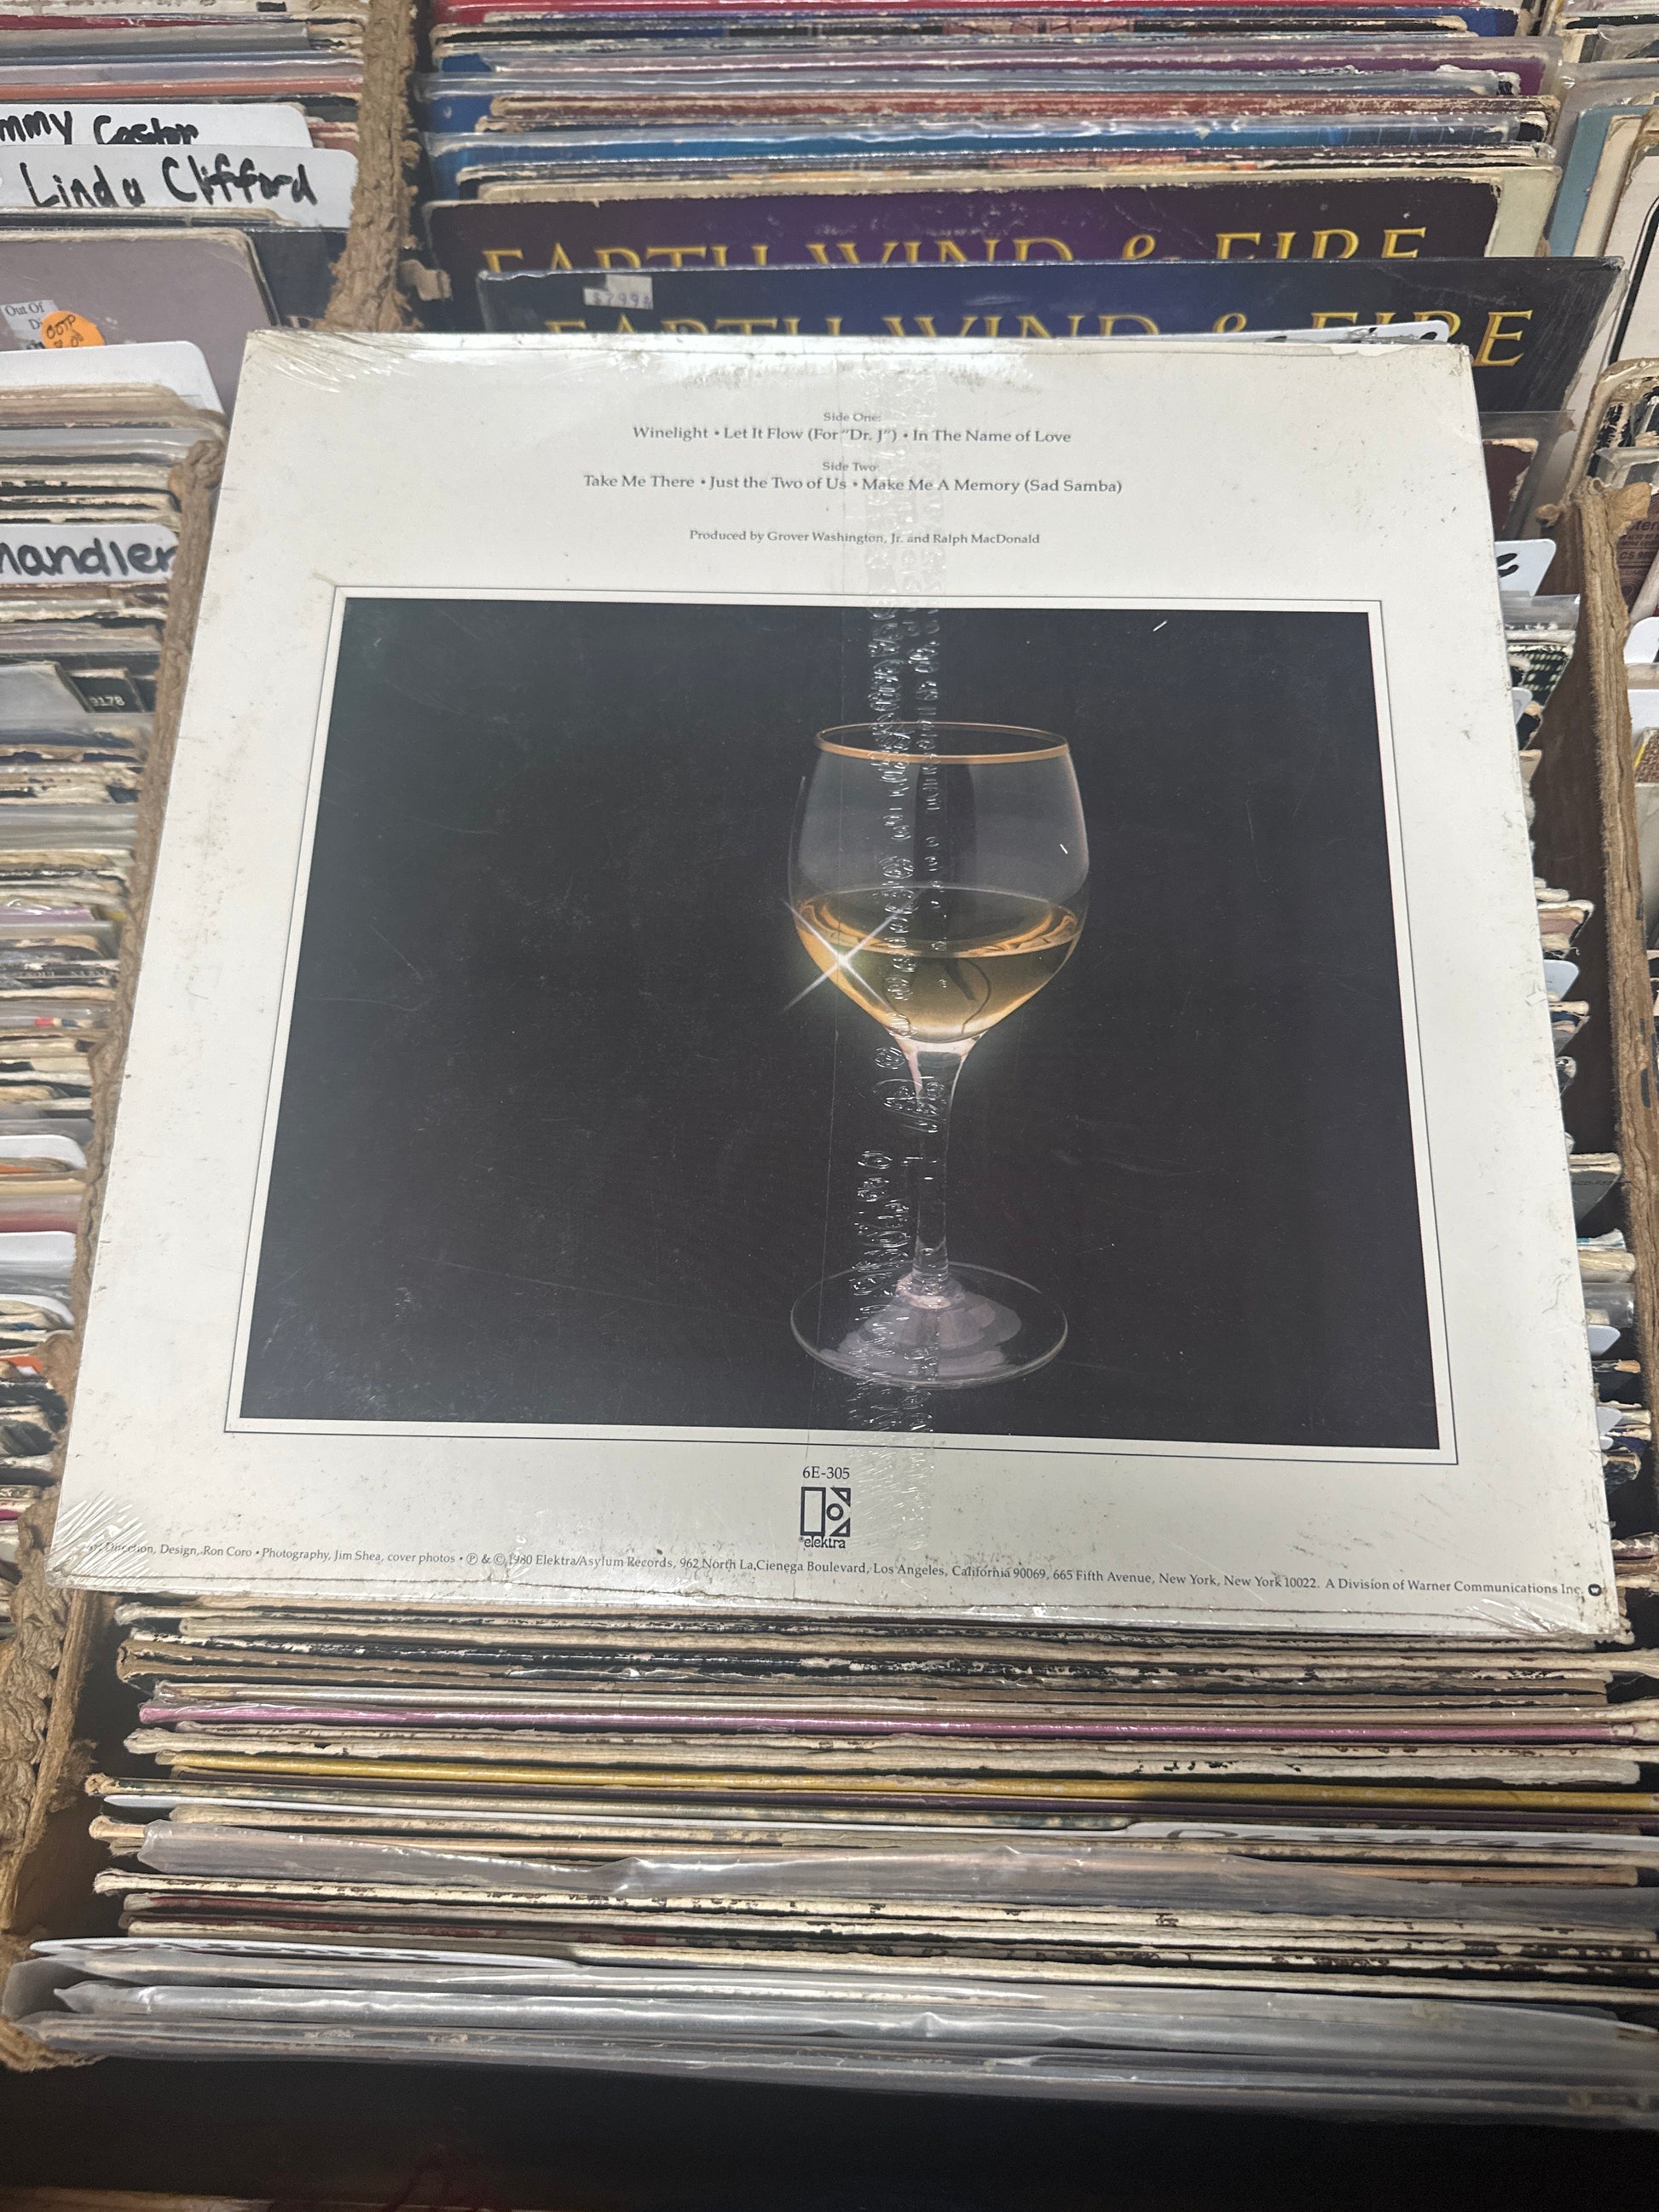 Castor
Linda Clifford
EARTH WIND & FIRE
$7.99
EARTH WIND & FIRE
Out Of
Side One:
Winelight • Let It Flow (For "Dr. J") • In The Name of Love
Side Two
Take Me There • Just the Two of Us • Make Me A Memory (Sad Samba)
Produced by Grover Washington, Jr. and Ralph MacDonald
handler
9178
6E-305
elektra
Direction, Design, Ron Coro • Photography, Jim Shea, cover photos • ℗ & © 1980 Elektra/Asylum Records, 962 North La Cienega Boulevard, Los Angeles, California 90069, 665 Fifth Avenue, New York, New York 10022. A Division of Warner Communications Inc.